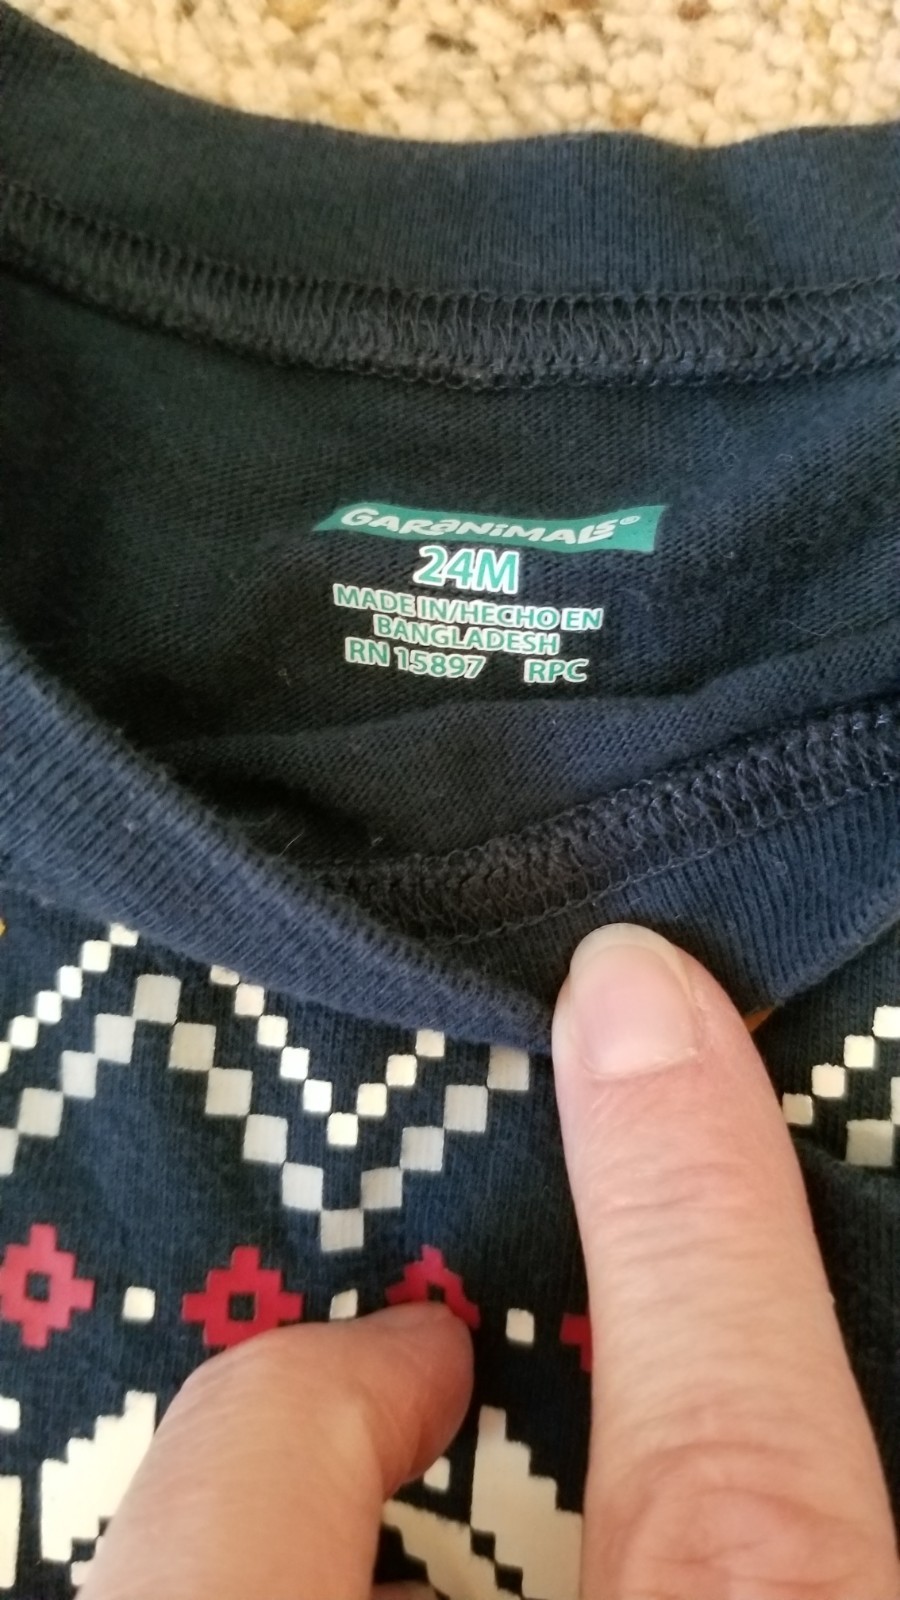 GARANIMALS®
24M
MADE IN/HECHO EN
BANGLADESH
RN 15897 RPC